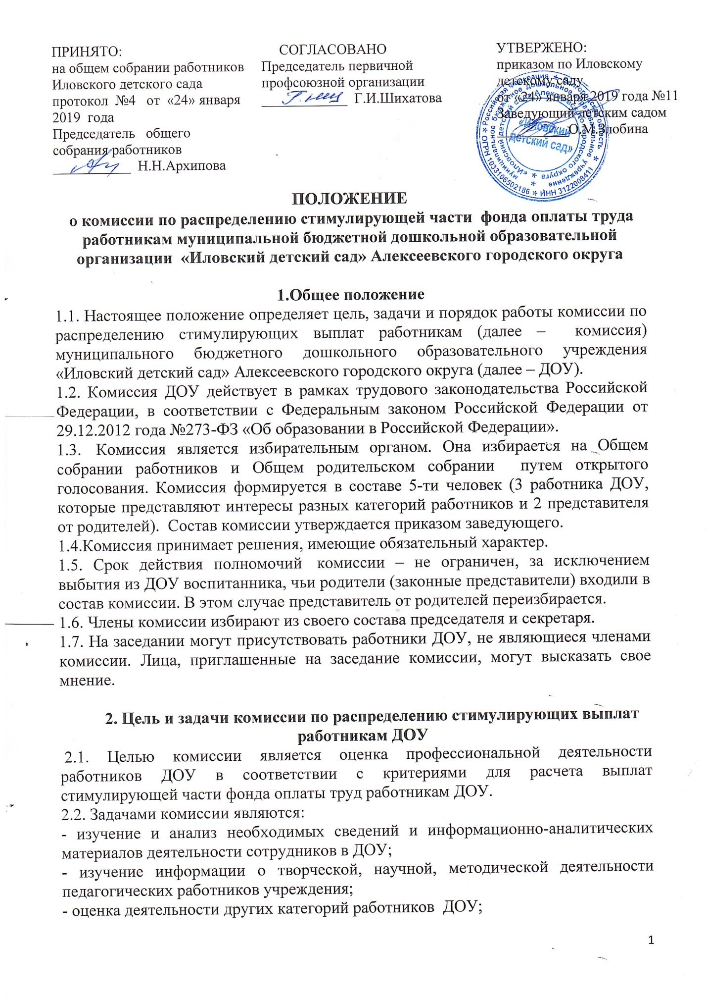 ПРИНЯТО:
на общем собрании работников
Иловского детского сада
протокол №4 от «24» января
2019 года
Председатель общего
собрания работников
____________ Н.Н.Архипова
СОГЛАСОВАНО
Председатель первичной
профсоюзной организации
_____________ Г.И.Шихатова
УТВЕРЖЕНО:
приказом по Иловскому
детскому саду
от «24» января 2019 года №11
Заведующий детским садом
___________О.М.Злобина
Российская Федерация * Белгородская область *
ОГРН 1033106502186 * ИНН 3122008411
муниципальное бюджетное дошкольное образовательное учреждение
«Иловский детский сад» Алексеевского городского округа
«Иловский
детский сад»
ПОЛОЖЕНИЕ
о комиссии по распределению стимулирующей части фонда оплаты труда
работникам муниципальной бюджетной дошкольной образовательной
организации «Иловский детский сад» Алексеевского городского округа
1.Общее положение
1.1. Настоящее положение определяет цель, задачи и порядок работы комиссии по
распределению стимулирующих выплат работникам (далее – комиссия)
муниципального бюджетного дошкольного образовательного учреждения
«Иловский детский сад» Алексеевского городского округа (далее – ДОУ).
1.2. Комиссия ДОУ действует в рамках трудового законодательства Российской
Федерации, в соответствии с Федеральным законом Российской Федерации от
29.12.2012 года №273-ФЗ «Об образовании в Российской Федерации».
1.3. Комиссия является избирательным органом. Она избирается на Общем
собрании работников и Общем родительском собрании путем открытого
голосования. Комиссия формируется в составе 5-ти человек (3 работника ДОУ,
которые представляют интересы разных категорий работников и 2 представителя
от родителей). Состав комиссии утверждается приказом заведующего.
1.4.Комиссия принимает решения, имеющие обязательный характер.
1.5. Срок действия полномочий комиссии – не ограничен, за исключением
выбытия из ДОУ воспитанника, чьи родители (законные представители) входили в
состав комиссии. В этом случае представитель от родителей переизбирается.
1.6. Члены комиссии избирают из своего состава председателя и секретаря.
1.7. На заседании могут присутствовать работники ДОУ, не являющиеся членами
комиссии. Лица, приглашенные на заседание комиссии, могут высказать свое
мнение.
2. Цель и задачи комиссии по распределению стимулирующих выплат
работникам ДОУ
2.1. Целью комиссии является оценка профессиональной деятельности
работников ДОУ в соответствии с критериями для расчета выплат
стимулирующей части фонда оплаты труд работникам ДОУ.
2.2. Задачами комиссии являются:
- изучение и анализ необходимых сведений и информационно-аналитических
материалов деятельности сотрудников в ДОУ;
- изучение информации о творческой, научной, методической деятельности
педагогических работников учреждения;
- оценка деятельности других категорий работников ДОУ;
1